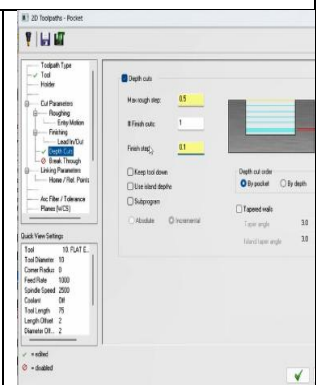 2D Toolpaths - Pocket
Toolpath Type
Tool
Holder
Cut Parameters
Roughing
Entry Motion
Finishing
Lead In/Out
Depth Cuts
Break Through
Linking Parameters
Home / Ref. Points
Arc Filter / Tolerance
Planes (WCS)
Quick View Settings
Tool 10. FLAT E..
Tool Diameter 10
Corner Radius 0
Feed Rate 1000
Spindle Speed 2500
Coolant Off
Tool Length 75
Length Offset 2
Diameter Off... 2
= edited
= disabled
Depth cuts
Max rough step: 0.5
# Finish cuts: 1
Finish step: 0.1
Keep tool down
Use island depths
Subprogram
Absolute Incremental
Depth cut order
By pocket By depth
Tapered walls
Taper angle 3.0
Island taper angle 3.0